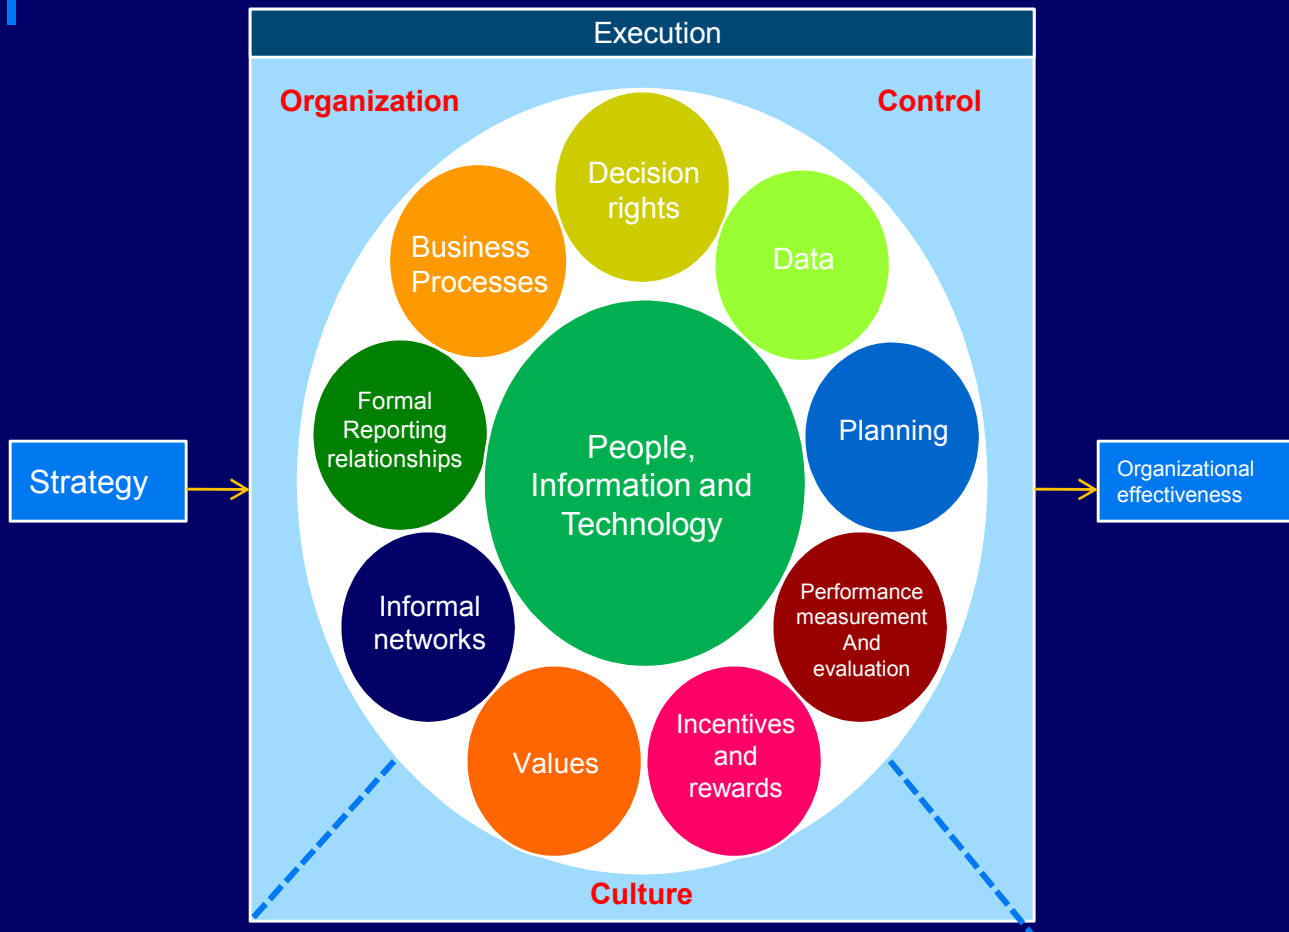 Execution
Organization
Control
Decision
rights
Business
Processes
Data
Formal
Reporting
relationships
Planning
People,
Information and
Technology
Strategy
Organizational
effectiveness
Informal
networks
Performance
measurement
And
evaluation
Values
Incentives
and
rewards
Culture